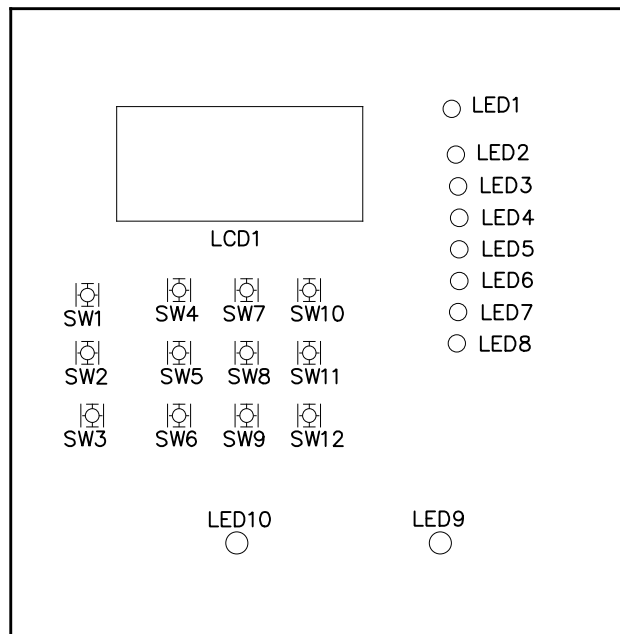 LED1
LED2
LED3
LED4
LCD1
LED5
LED6
LED7
SW1 SW4 SW7 SW10
LED8
SW2 SW5 SW8 SW11
SW3 SW6 SW9 SW12
LED10 LED9